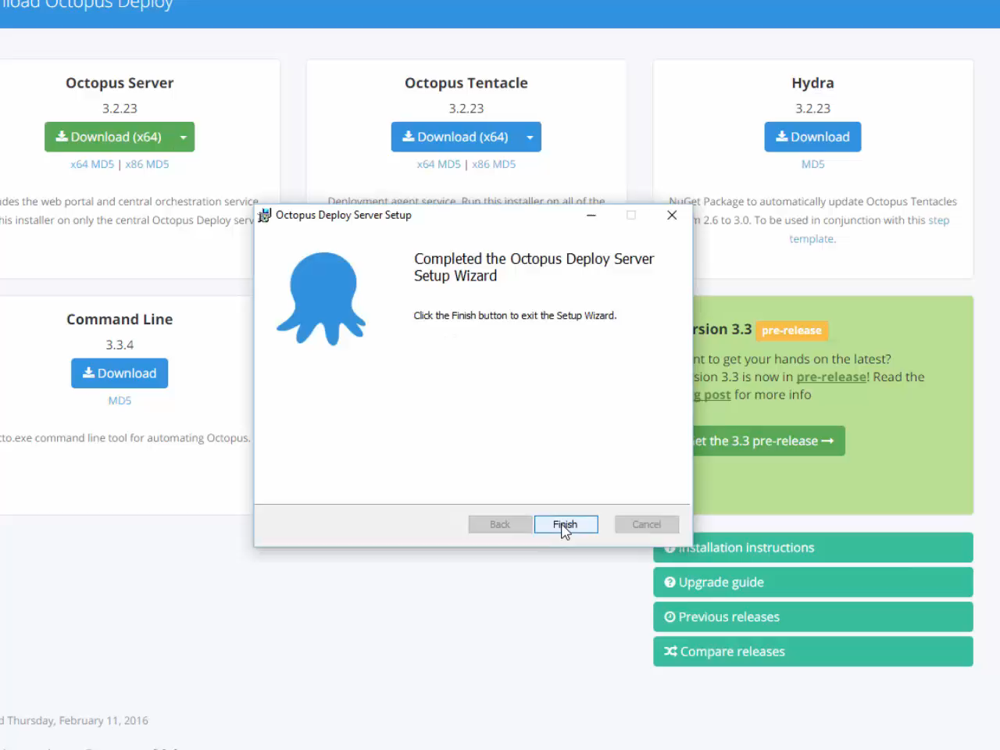 nload Octopus Deploy
Octopus Server
3.2.23
Download (x64)
x64 MD5 | x86 MD5
udes the web portal and central orchestration service.
his installer on only the central Octopus Deploy serv
Octopus Tentacle
3.2.23
Download (x64)
x64 MD5 | x86 MD5
Deployment agent service. Run this installer on all of the
Hydra
3.2.23
Download
MD5
NuGet Package to automatically update Octopus Tentacles
m 2.6 to 3.0. To be used in conjunction with this step
template.
Octopus Deploy Server Setup
Completed the Octopus Deploy Server
Setup Wizard
Click the Finish button to exit the Setup Wizard.
Back
Finish
Cancel
Command Line
3.3.4
Download
MD5
cto.exe command line tool for automating Octopus.
rsion 3.3 pre-release
nt to get your hands on the latest?
sion 3.3 is now in pre-release! Read the
g post for more info
et the 3.3 pre-release
Installation instructions
Upgrade guide
Previous releases
Compare releases
d Thursday, February 11, 2016